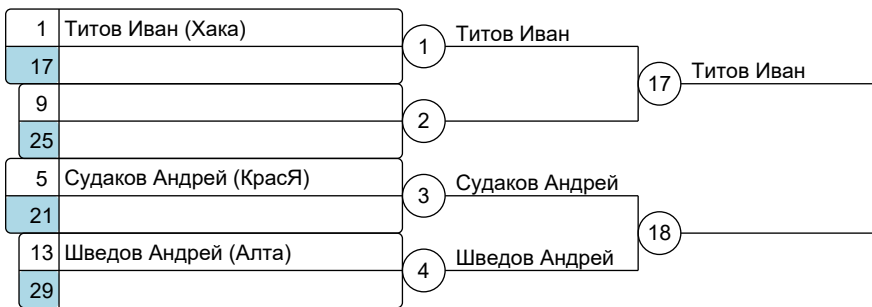 1 Титов Иван (Хака)
1 Титов Иван
17
17 Титов Иван
9
2
25
5 Судаков Андрей (КрасЯ)
3 Судаков Андрей
21
18
13 Шведов Андрей (Алта)
4 Шведов Андрей
29